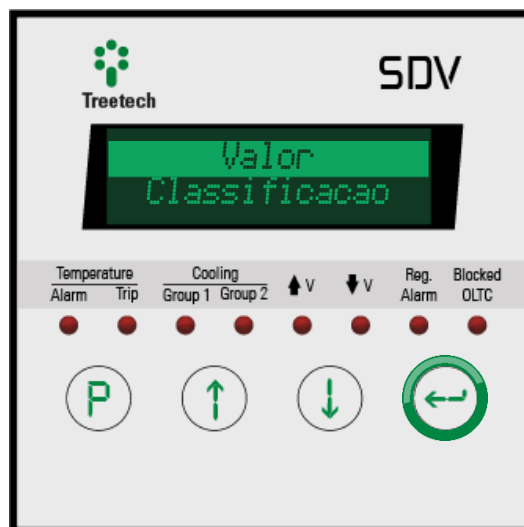 Treetech
SDV
Valor
Classificacao
Temperature
Alarm Trip
Cooling
Group 1 Group 2
V
V
Reg.
Alarm
Blocked
OLTC
P